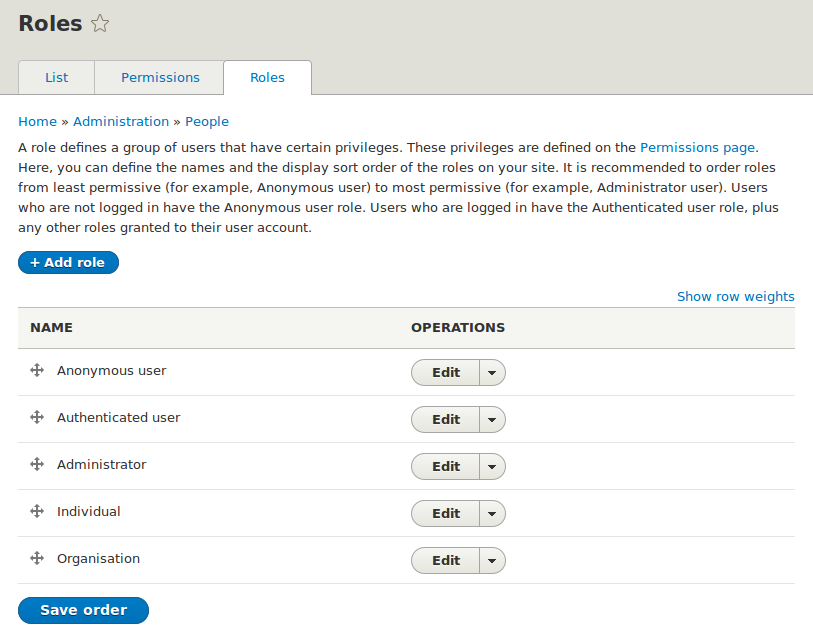 Roles
List
Permissions
Roles
Home » Administration » People
A role defines a group of users that have certain privileges. These privileges are defined on the Permissions page.
Here, you can define the names and the display sort order of the roles on your site. It is recommended to order roles
from least permissive (for example, Anonymous user) to most permissive (for example, Administrator user). Users
who are not logged in have the Anonymous user role. Users who are logged in have the Authenticated user role, plus
any other roles granted to their user account.
+ Add role
Show row weights
NAME OPERATIONS
Anonymous user Edit
Authenticated user Edit
Administrator Edit
Individual Edit
Organisation Edit
Save order